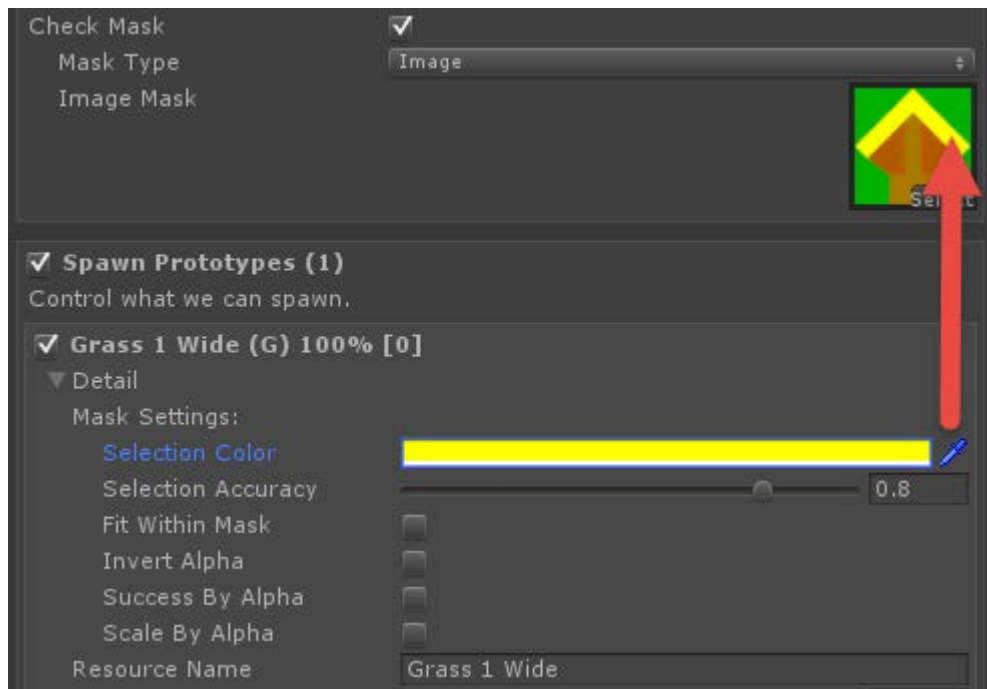 Check Mask
Mask Type Image
Image Mask
✓ Spawn Prototypes (1)
Control what we can spawn.
✓ Grass 1 Wide (G) 100% [0]
▼ Detail
Mask Settings:
Selection Color
Selection Accuracy 0.8
Fit Within Mask
Invert Alpha
Success By Alpha
Scale By Alpha
Resource Name Grass 1 Wide